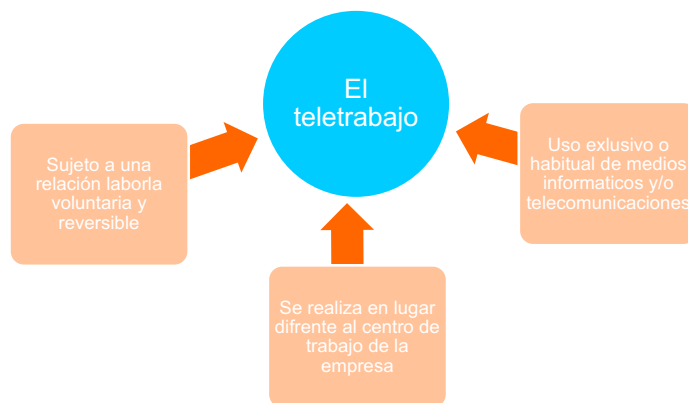 El
teletrabajo
Sujeto a una
relación laborla
voluntaria y
reversible
Uso exlusivo o
habitual de medios
informaticos y/o
telecomunicaciones
Se realiza en lugar
difrente al centro de
trabajo de la
empresa